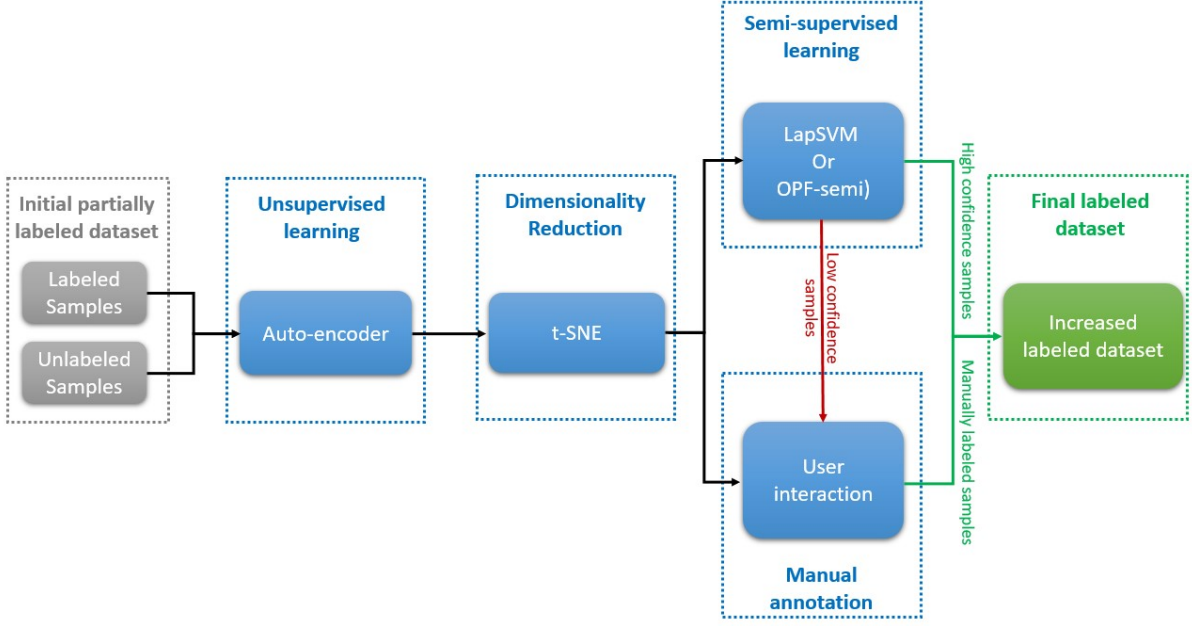 Initial partially
labeled dataset
Labeled
Samples
Unlabeled
Samples
Unsupervised
learning
Auto-encoder
Dimensionality
Reduction
t-SNE
Semi-supervised
learning
LapSVM
Or
OPF-semi)
Low confidence
samples
User
interaction
Manual
annotation
High confidence samples
Manually labeled samples
Final labeled
dataset
Increased
labeled dataset